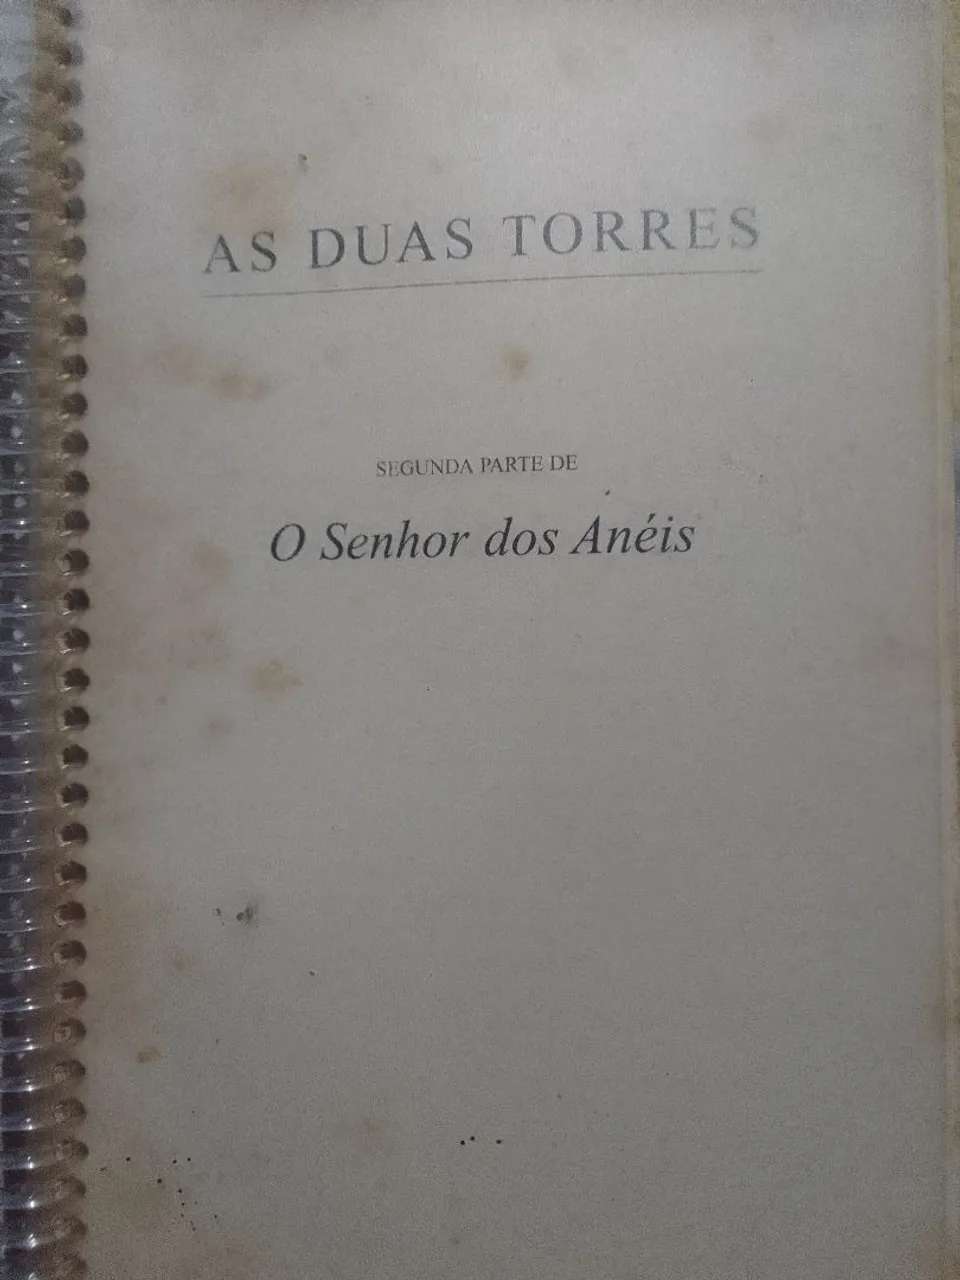 AS DUAS TORRES
SEGUNDA PARTE DE
O Senhor dos Anéis